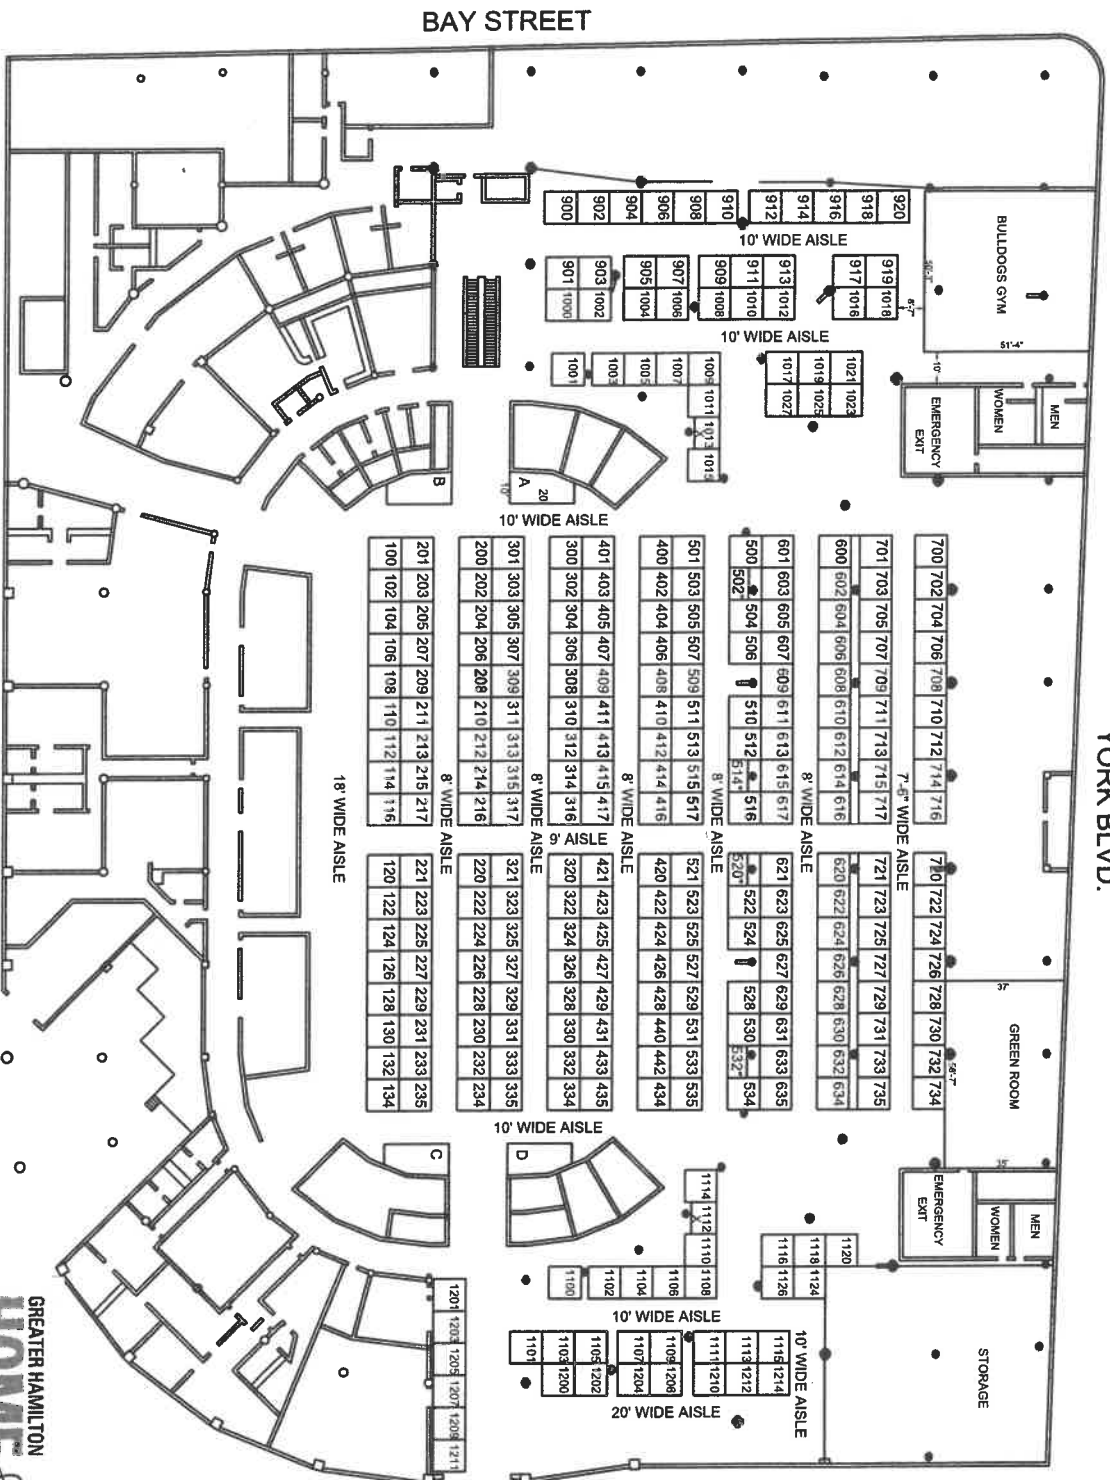 BAY STREET
YORK BLVD.
900 902 904 906 908 910 912 914 916 918 920
10' WIDE AISLE
BULLDOGS GYM
51'-4"
10'
901 903 905 907 909 911 913 917 919
1000 1002 1004 1006 1008 1010 1012 1016 1018
10' WIDE AISLE
1001 1003 1005 1007 1009
1011
1013
1015
1017 1019 1021
1027 1025 1023
WOMEN
MEN
EMERGENCY
EXIT
B
A
20
10'
10' WIDE AISLE
100 102 104 106 108 110 112 114 116
201 203 205 207 209 211 213 215 217
200 202 204 206 208 210 212 214 216
301 303 305 307 309 311 313 315 317
300 302 304 306 308 310 312 314 316
401 403 405 407 409 411 413 415 417
400 402 404 406 408 410 412 414 416
501 503 505 507 509 511 513 515 517
500 502" 504 506 510 512 514" 516
601 603 605 607 609 611 613 615 617
600 602 604 606 608 610 612 614 616
701 703 705 707 709 711 713 715 717
700 702 704 706 708 710 712 714 716
18' WIDE AISLE
8' WIDE AISLE
8' WIDE AISLE
9' AISLE
8' WIDE AISLE
8' WIDE AISLE
8' WIDE AISLE
7'-6" WIDE AISLE
120 122 124 126 128 130 132 134
221 223 225 227 229 231 233 235
220 222 224 226 228 230 232 234
321 323 325 327 329 331 333 335
320 322 324 326 328 330 332 334
421 423 425 427 429 431 433 435
420 422 424 426 428 440 442 434
521 523 525 527 529 531 533 535
520" 522 524 528 530 532" 534
621 623 625 627 629 631 633 635
620 622 624 626 628 630 632 634
721 723 725 727 729 731 733 735
720 722 724 726 728 730 732 734
37'
GREEN ROOM
35'
10' WIDE AISLE
C
D
EMERGENCY
EXIT
WOMEN
MEN
1114
1112
1110
1100 1102 1104 1106 1108
1116 1118 1120
1126 1124
10' WIDE AISLE
10' WIDE AISLE
1101 1103 1105 1107 1109 1111 1113 1115
1200 1202 1204 1206 1210 1212 1214
20' WIDE AISLE
STORAGE
1201 1203 1205 1207 1209 1211
GREATER HAMILTON
HOME